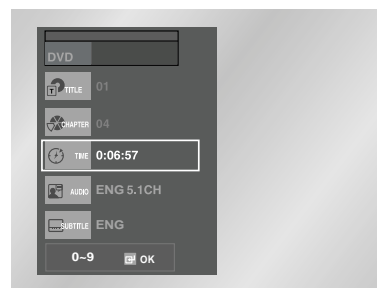 DVD
T TITLE 01
CHAPTER 04
TIME 0:06:57
AUDIO ENG 5.1CH
SUBTITLE ENG
0~9 OK